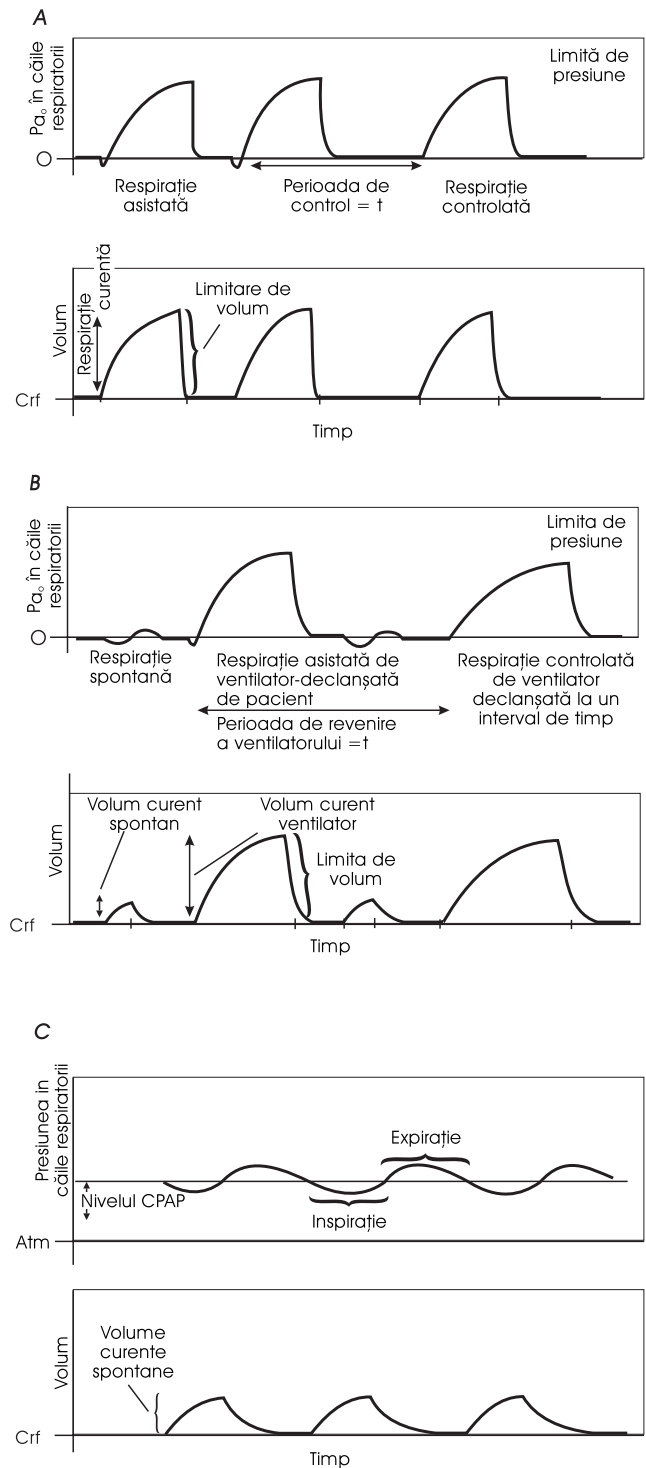 A
Pa₀ în căile
respiratorii
Limită de
presiune
O
Respirație
asistată
Perioada de
control = t
Respirație
controlată
Volum
Respirație
curentă
Limitare de
volum
Crf
Timp
B
Pa₀ în căile
respiratorii
Limita de
presiune
O
Respirație
spontană
Respirație asistată de
ventilator-declanșată
de pacient
Perioada de revenire
a ventilatorului =t
Respirație controlată
de ventilator
declanșată la un
interval de timp
Volum
Volum curent
spontan
Volum curent
ventilator
Limita de
volum
Crf
Timp
C
Presiunea in
căile respiratorii
Expirație
Nivelul CPAP
Inspirație
Atm
Volum
Volume
curente
spontane
Crf
Timp